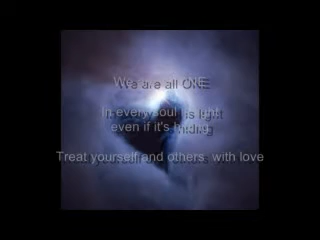 We are all ONE
In every soul is light
even if it's hiding
Treat yourself and others with love